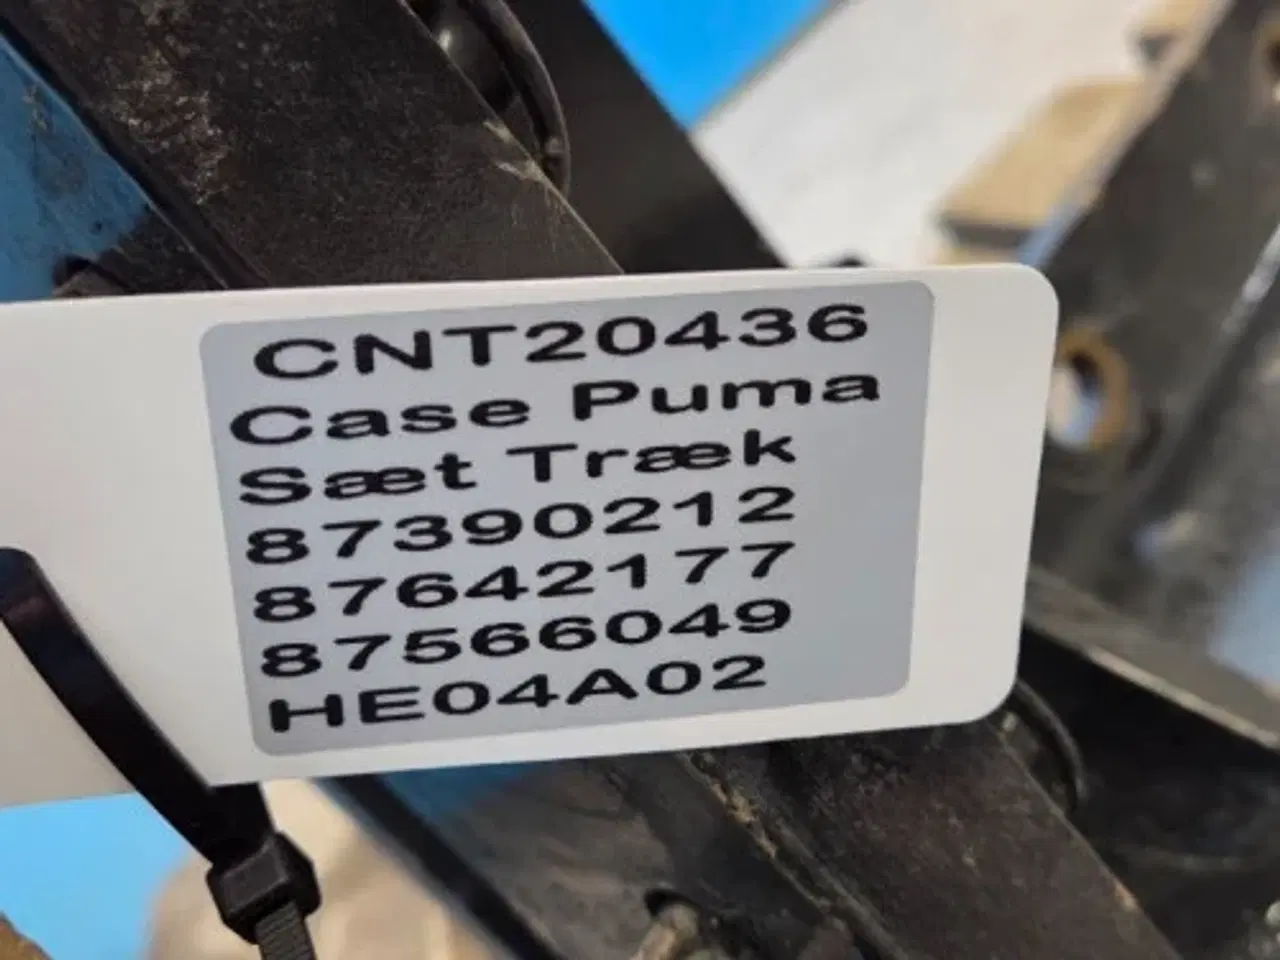 CNT20436
Case Puma
Sæt Træk
87390212
87642177
87566049
HE04A02